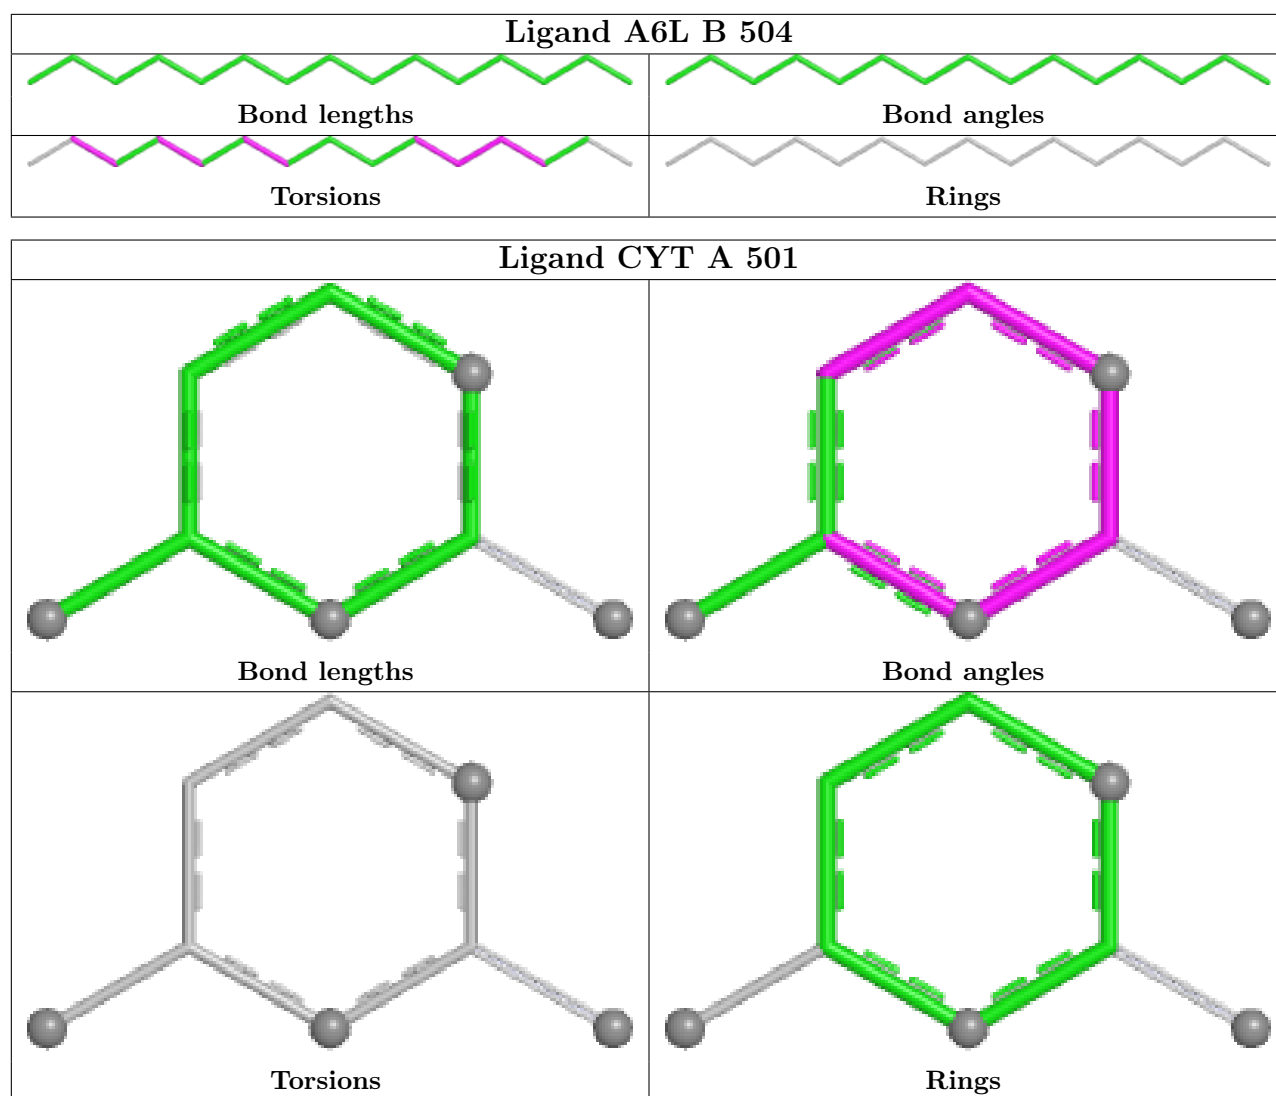 Ligand A6L B 504
Bond lengths Bond angles
Torsions Rings
Ligand CYT A 501
Bond lengths Bond angles
Torsions Rings